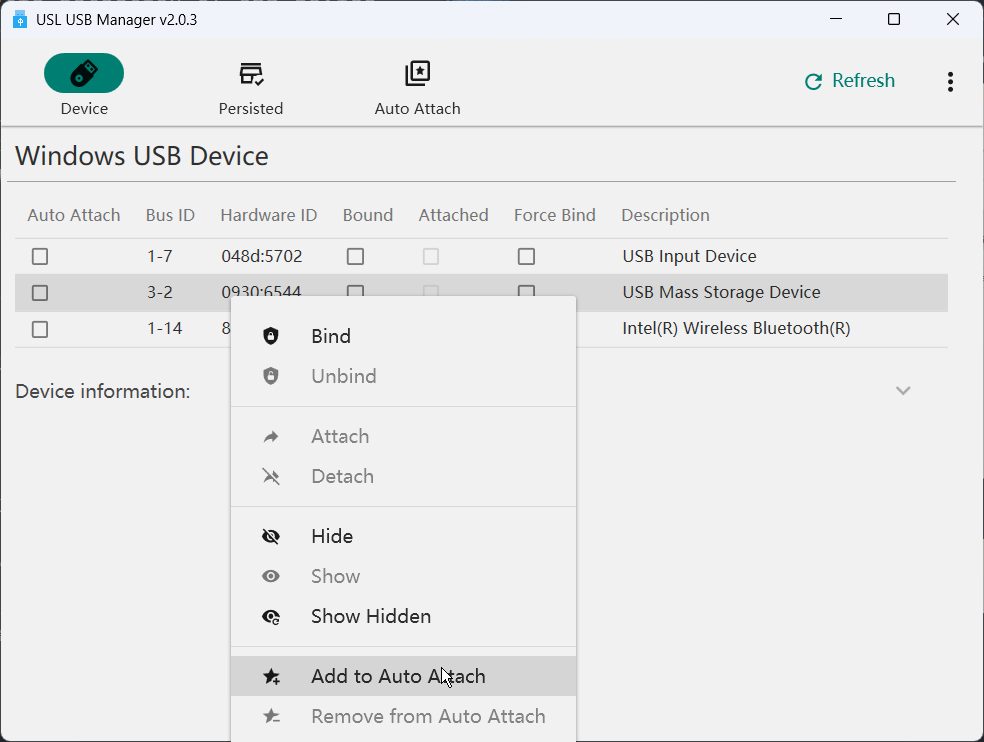 USL USB Manager v2.0.3
Device
Persisted
Auto Attach
Refresh
Windows USB Device
Auto Attach Bus ID Hardware ID Bound Attached Force Bind Description
1-7 048d:5702 USB Input Device
3-2 0930:6544 USB Mass Storage Device
1-14 8 Intel(R) Wireless Bluetooth(R)
Device information:
Bind
Unbind
Attach
Detach
Hide
Show
Show Hidden
Add to Auto Attach
Remove from Auto Attach